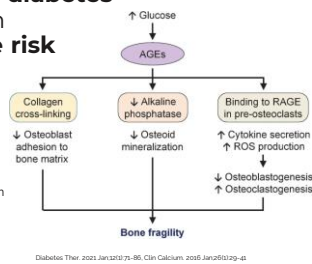 diabetes
risk
↑ Glucose
AGEs
Collagen
cross-linking
↓ Alkaline
phosphatase
Binding to RAGE
in pre-osteoclasts
↓ Osteoblast
adhesion to
bone matrix
↓ Osteoid
mineralization
↑ Cytokine secretion
↑ ROS production
↓ Osteoblastogenesis
↑ Osteoclastogenesis
Bone fragility
Diabetes Ther. 2021 Jan;12(1):71-86, Clin Calcium. 2016 Jan;26(1):29-41